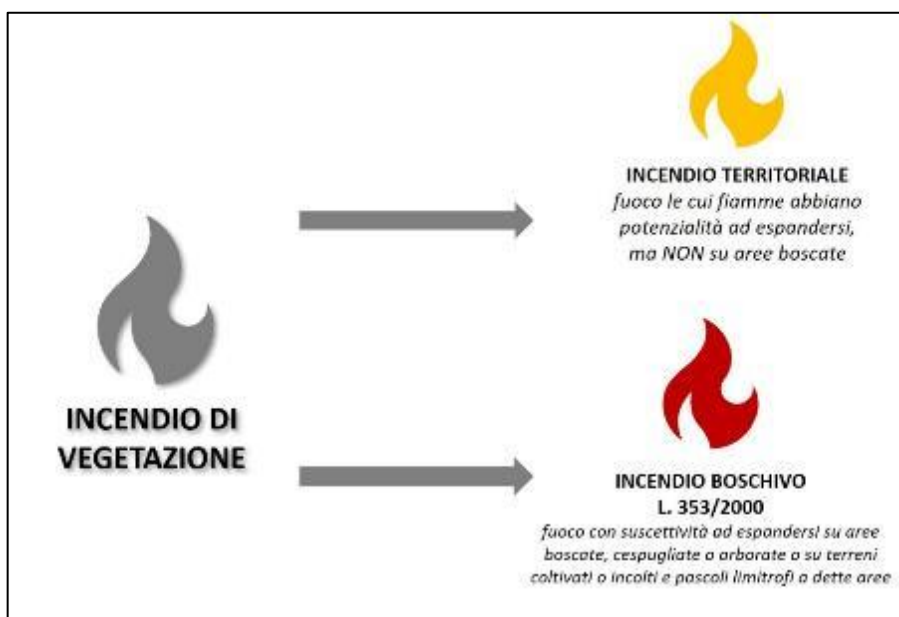 INCENDIO TERRITORIALE
fuoco le cui fiamme abbiano
potenzialità ad espandersi,
ma NON su aree boscate
INCENDIO DI
VEGETAZIONE
INCENDIO BOSCHIVO
L. 353/2000
fuoco con suscettività ad espandersi su aree
boscate, cespugliate o arborate o su terreni
coltivati o incolti e pascoli limitrofi a dette aree